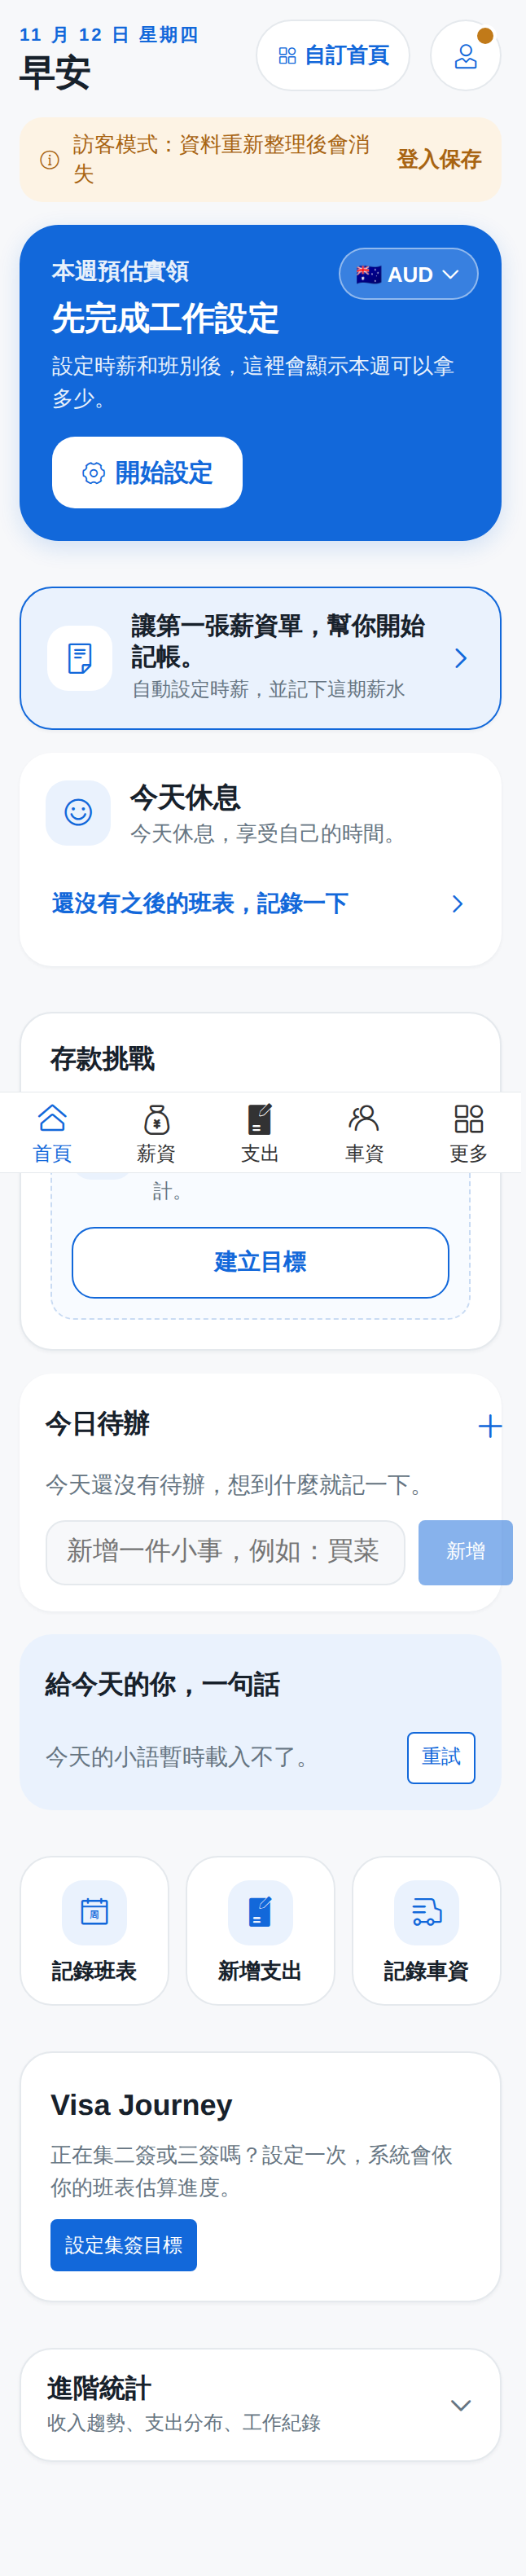 11 月 12 日 星期四
早安
自訂首頁
訪客模式：資料重新整理後會消
失
登入保存
本週預估實領
AUD
先完成工作設定
設定時薪和班別後，這裡會顯示本週可以拿
多少。
開始設定
讓第一張薪資單，幫你開始
記帳。
自動設定時薪，並記下這期薪水
今天休息
今天休息，享受自己的時間。
還沒有之後的班表，記錄一下
存款挑戰
首頁
薪資
支出
車資
更多
計。
建立目標
今日待辦
今天還沒有待辦，想到什麼就記一下。
新增一件小事，例如：買菜
新增
給今天的你，一句話
今天的小語暫時載入不了。
重試
周
記錄班表
新增支出
記錄車資
Visa Journey
正在集二簽或三簽嗎？設定一次，系統會依
你的班表估算進度。
設定集簽目標
進階統計
收入趨勢、支出分布、工作紀錄